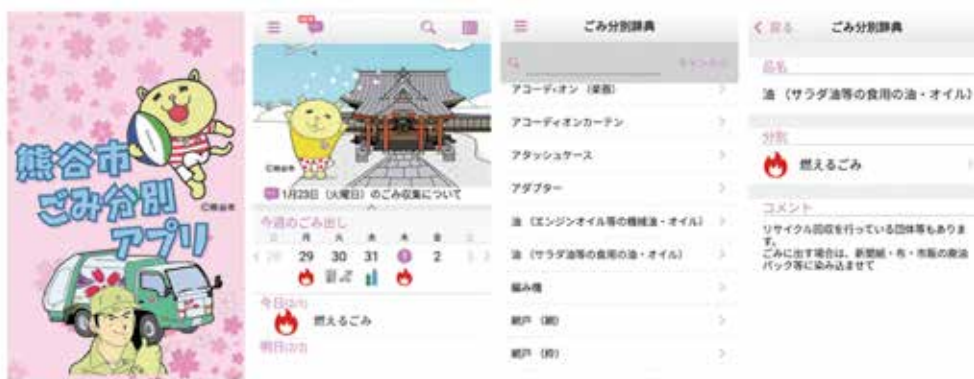 熊谷市
ごみ分別
アプリ
©熊谷市
©熊谷市
1月23日（火曜日）のごみ収集について
今週のごみ出し
月 火 水 木 金
28 29 30 31 1 2 3
今日(2/1)
燃えるごみ
明日(2/2)
ごみ分別辞典
キャンセル
アコーディオン（楽器）
アコーディオンカーテン
アタッシュケース
アダプター
油（エンジンオイル等の機械油・オイル）
油（サラダ油等の食用の油・オイル）
編み機
網戸（網）
網戸（枠）
戻る
ごみ分別辞典
品名
油（サラダ油等の食用の油・オイル）
分別
燃えるごみ
コメント
リサイクル回収を行っている団体等もありま
す。
ごみに出す場合は、新聞紙・布・市販の廃油
パック等に染み込ませて